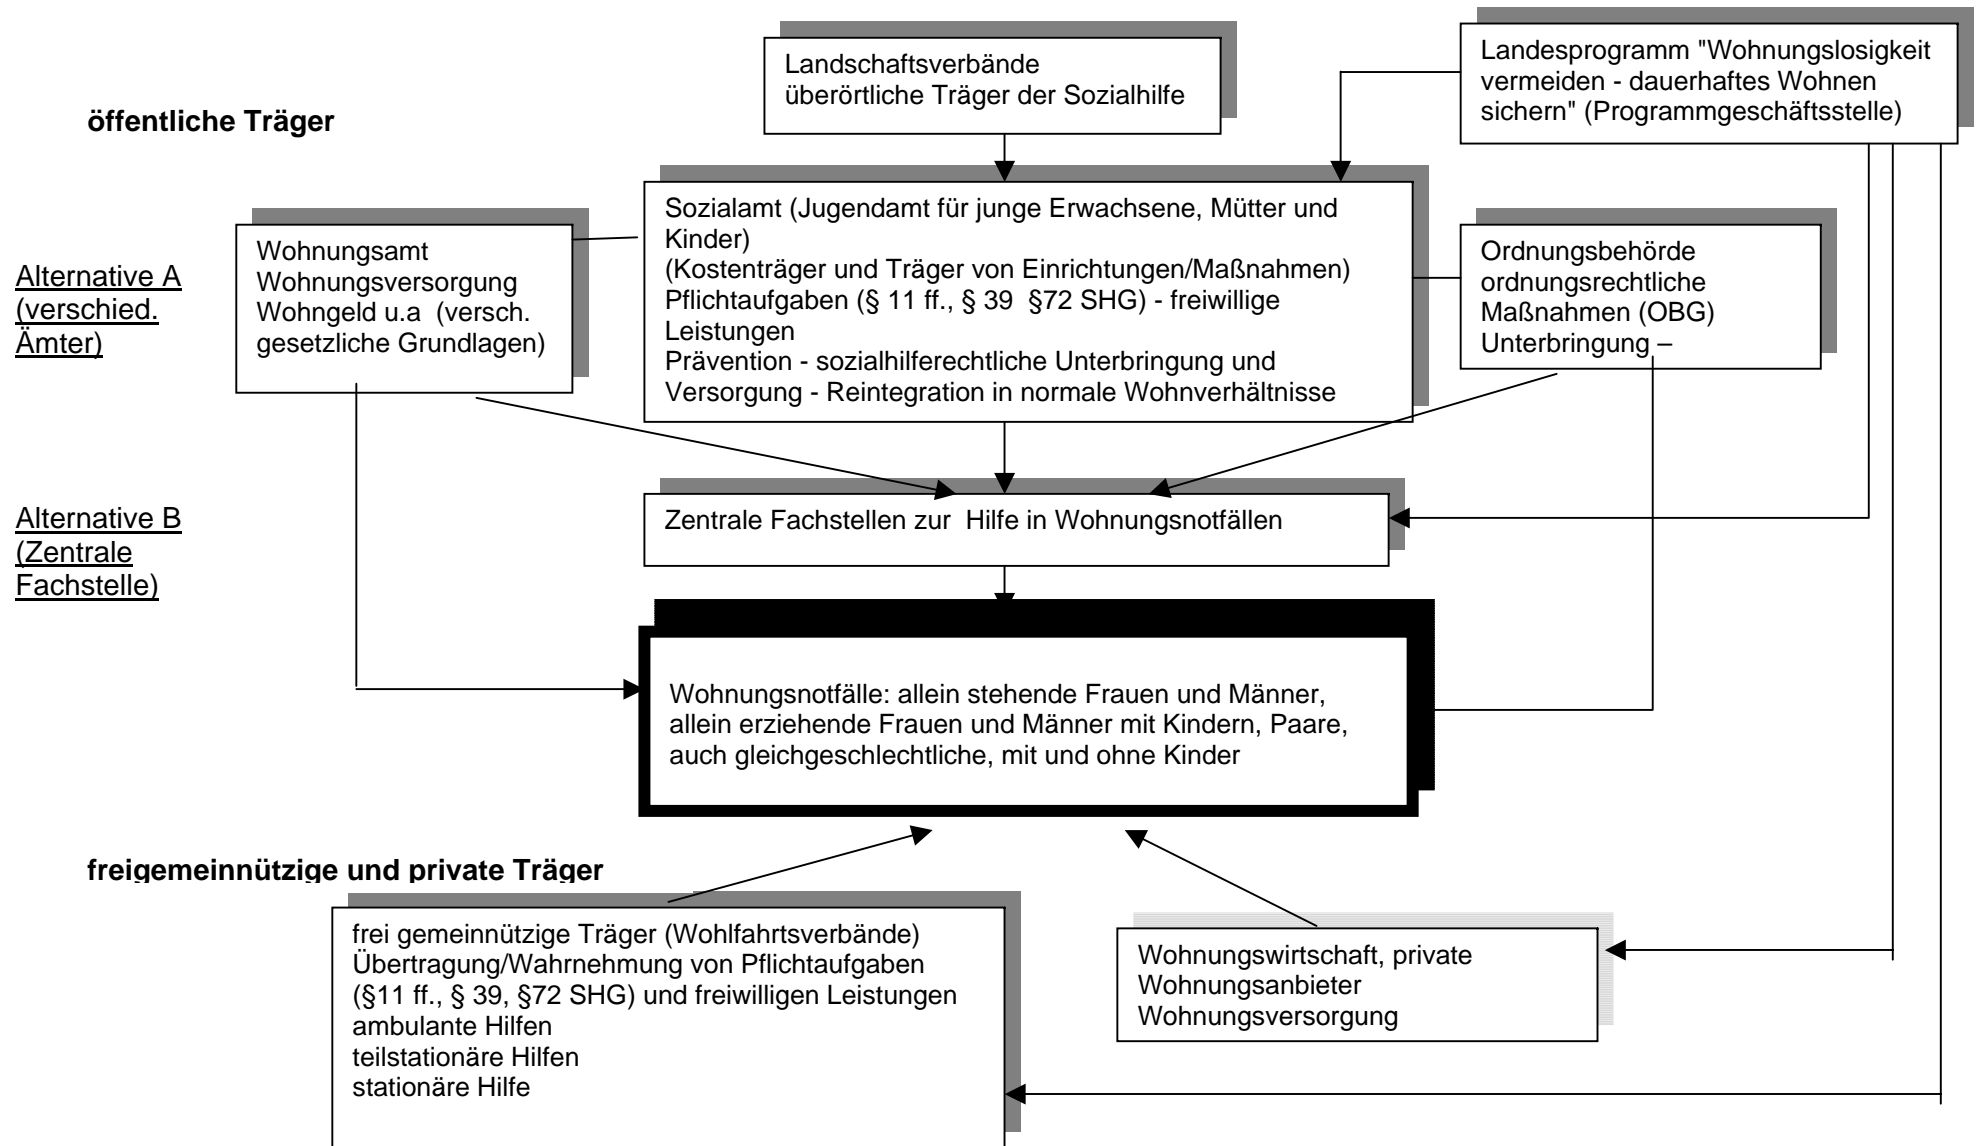 Landschaftsverbände
überörtliche Träger der Sozialhilfe
Landesprogramm "Wohnungslosigkeit
vermeiden - dauerhaftes Wohnen
sichern" (Programmgeschäftsstelle)
öffentliche Träger
Alternative A
(verschied.
Ämter)
Wohnungsamt
Wohnungsversorgung
Wohngeld u.a  (versch.
gesetzliche Grundlagen)
Sozialamt (Jugendamt für junge Erwachsene, Mütter und
Kinder)
(Kostenträger und Träger von Einrichtungen/Maßnahmen)
Pflichtaufgaben (§ 11 ff., § 39  §72 SHG) - freiwillige
Leistungen
Prävention - sozialhilferechtliche Unterbringung und
Versorgung - Reintegration in normale Wohnverhältnisse
Ordnungsbehörde
ordnungsrechtliche
Maßnahmen (OBG)
Unterbringung –
Alternative B
(Zentrale
Fachstelle)
Zentrale Fachstellen zur  Hilfe in Wohnungsnotfällen
Wohnungsnotfälle: allein stehende Frauen und Männer,
allein erziehende Frauen und Männer mit Kindern, Paare,
auch gleichgeschlechtliche, mit und ohne Kinder
freigemeinnützige und private Träger
frei gemeinnützige Träger (Wohlfahrtsverbände)
Übertragung/Wahrnehmung von Pflichtaufgaben
(§11 ff., § 39, §72 SHG) und freiwilligen Leistungen
ambulante Hilfen
teilstationäre Hilfen
stationäre Hilfe
Wohnungswirtschaft, private
Wohnungsanbieter
Wohnungsversorgung